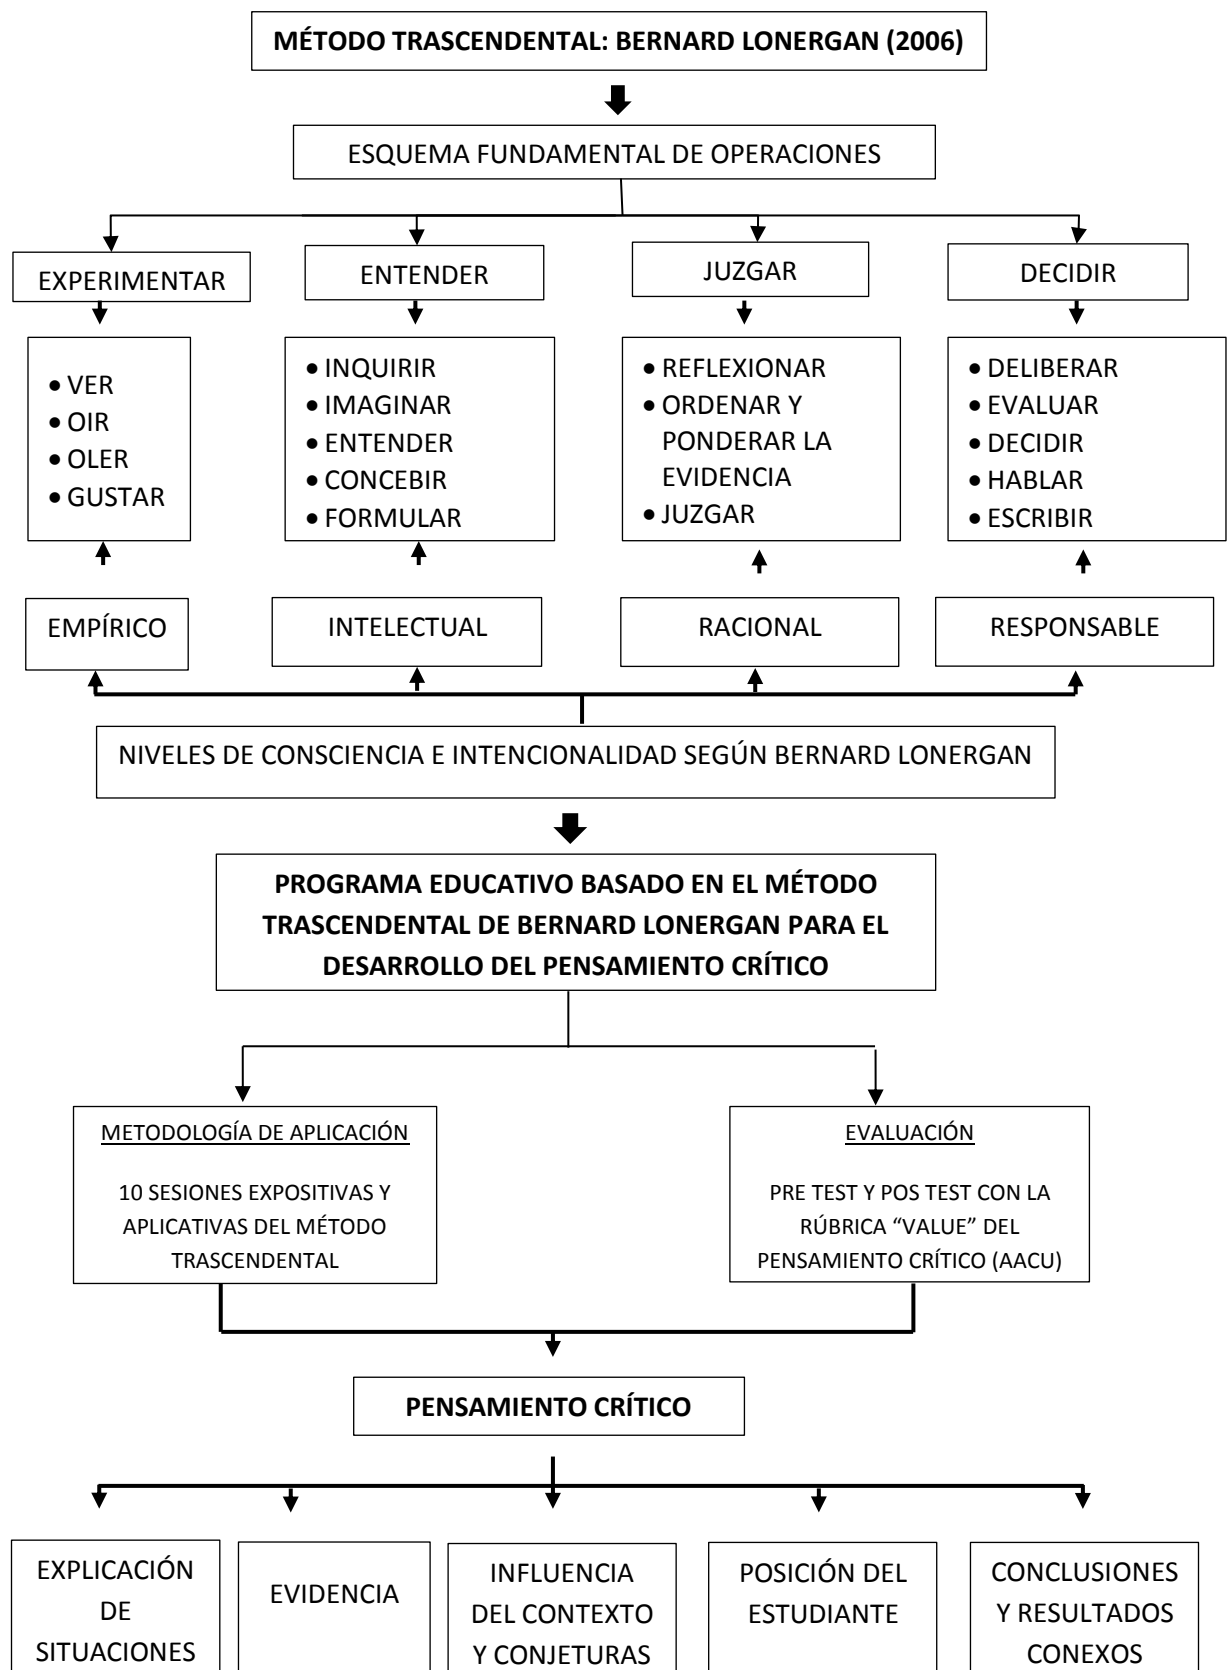 MÉTODO TRASCENDENTAL: BERNARD LONERGAN (2006)
ESQUEMA FUNDAMENTAL DE OPERACIONES
EXPERIMENTAR
ENTENDER
JUZGAR
DECIDIR
• VER
• OIR
• OLER
• GUSTAR
• INQUIRIR
• IMAGINAR
• ENTENDER
• CONCEBIR
• FORMULAR
• REFLEXIONAR
• ORDENAR Y
PONDERAR LA
EVIDENCIA
• JUZGAR
• DELIBERAR
• EVALUAR
• DECIDIR
• HABLAR
• ESCRIBIR
EMPÍRICO
INTELECTUAL
RACIONAL
RESPONSABLE
NIVELES DE CONSCIENCIA E INTENCIONALIDAD SEGÚN BERNARD LONERGAN
PROGRAMA EDUCATIVO BASADO EN EL MÉTODO
TRASCENDENTAL DE BERNARD LONERGAN PARA EL
DESARROLLO DEL PENSAMIENTO CRÍTICO
METODOLOGÍA DE APLICACIÓN
10 SESIONES EXPOSITIVAS Y
APLICATIVAS DEL MÉTODO
TRASCENDENTAL
EVALUACIÓN
PRE TEST Y POS TEST CON LA
RÚBRICA “VALUE” DEL
PENSAMIENTO CRÍTICO (AACU)
PENSAMIENTO CRÍTICO
EXPLICACIÓN
DE
SITUACIONES
EVIDENCIA
INFLUENCIA
DEL CONTEXTO
Y CONJETURAS
POSICIÓN DEL
ESTUDIANTE
CONCLUSIONES
Y RESULTADOS
CONEXOS